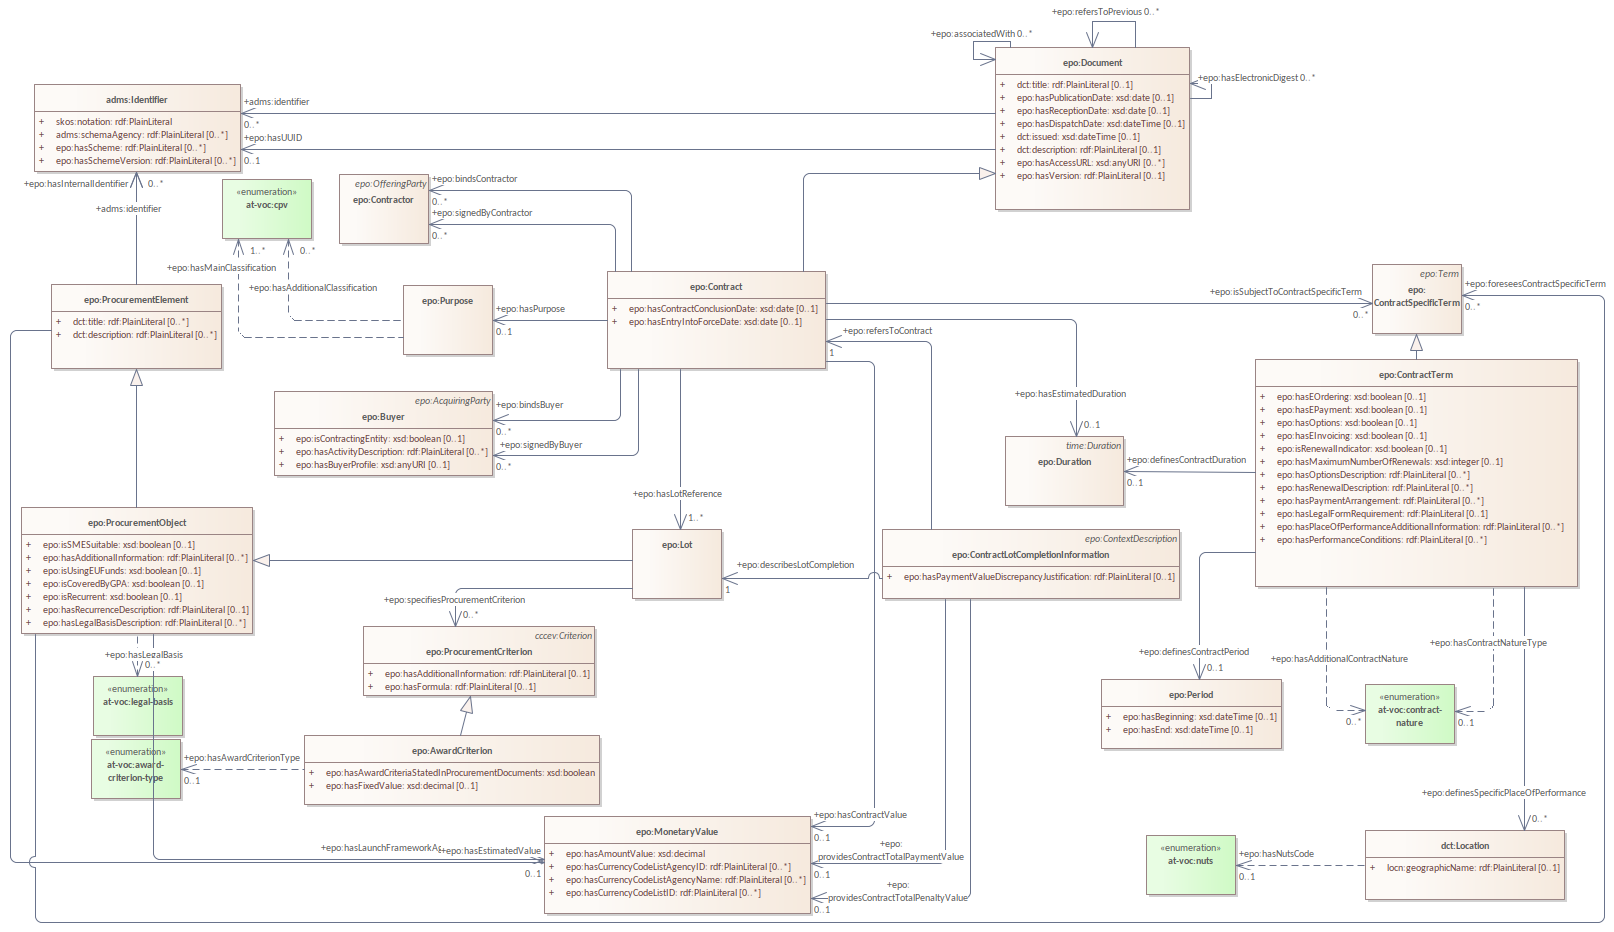 +epo:refersToPrevious 0..*
+epo:associatedWith 0..*
epo:Document
+ dct:title: rdf:PlainLiteral [0..1]
+ epo:hasPublicationDate: xsd:date [0..1]
+ epo:hasReceptionDate: xsd:date [0..1]
+ epo:hasDispatchDate: xsd:dateTime [0..1]
+ dct:issued: xsd:dateTime [0..1]
+ dct:description: rdf:PlainLiteral [0..1]
+ epo:hasAccessURL: xsd:anyURI [0..*]
+ epo:hasVersion: rdf:PlainLiteral [0..1]
+epo:hasElectronicDigest 0..*
adms:Identifier
+ skos:notation: rdf:PlainLiteral
+ adms:schemaAgency: rdf:PlainLiteral [0..*]
+ epo:hasScheme: rdf:PlainLiteral [0..*]
+ epo:hasSchemeVersion: rdf:PlainLiteral [0..*]
+adms:identifier
0..*
+epo:hasUUID
0..1
+epo:hasInternalIdentifier
0..*
+adms:identifier
«enumeration»
at-voc:cpv
1..*
0..*
+epo:hasMainClassification
+epo:hasAdditionalClassification
epo:OfferingParty
epo:Contractor
+epo:bindsContractor
0..*
+epo:signedByContractor
0..*
epo:ProcurementElement
+ dct:title: rdf:PlainLiteral [0..*]
+ dct:description: rdf:PlainLiteral [0..*]
epo:Purpose
+epo:hasPurpose
0..1
epo:Contract
+ epo:hasContractConclusionDate: xsd:date [0..1]
+ epo:hasEntryIntoForceDate: xsd:date [0..1]
+epo:refersToContract
1
+epo:isSubjectToContractSpecificTerm
0..*
epo:Term
epo:
ContractSpecificTerm
+epo:foreseesContractSpecificTerm
0..*
epo:AcquiringParty
epo:Buyer
+ epo:isContractingEntity: xsd:boolean [0..1]
+ epo:hasActivityDescription: rdf:PlainLiteral [0..*]
+ epo:hasBuyerProfile: xsd:anyURI [0..1]
+epo:bindsBuyer
0..*
+epo:signedByBuyer
0..*
+epo:hasEstimatedDuration
0..1
time:Duration
epo:Duration
+epo:definesContractDuration
0..1
epo:ContractTerm
+ epo:hasEOrdering: xsd:boolean [0..1]
+ epo:hasEPayment: xsd:boolean [0..1]
+ epo:hasOptions: xsd:boolean [0..1]
+ epo:hasEInvoicing: xsd:boolean [0..1]
+ epo:isRenewalIndicator: xsd:boolean [0..1]
+ epo:hasMaximumNumberOfRenewals: xsd:integer [0..1]
+ epo:hasOptionsDescription: rdf:PlainLiteral [0..*]
+ epo:hasRenewalDescription: rdf:PlainLiteral [0..*]
+ epo:hasPaymentArrangement: rdf:PlainLiteral [0..*]
+ epo:hasLegalFormRequirement: rdf:PlainLiteral [0..1]
+ epo:hasPlaceOfPerformanceAdditionalInformation: rdf:PlainLiteral [0..*]
+ epo:hasPerformanceConditions: rdf:PlainLiteral [0..*]
+epo:hasLotReference
1..*
epo:Lot
epo:ProcurementObject
+ epo:isSMESuitable: xsd:boolean [0..1]
+ epo:hasAdditionalInformation: rdf:PlainLiteral [0..*]
+ epo:isUsingEUFunds: xsd:boolean [0..1]
+ epo:isCoveredByGPA: xsd:boolean [0..1]
+ epo:isRecurrent: xsd:boolean [0..1]
+ epo:hasRecurrenceDescription: rdf:PlainLiteral [0..1]
+ epo:hasLegalBasisDescription: rdf:PlainLiteral [0..*]
epo:ContextDescription
epo:ContractLotCompletionInformation
+ epo:hasPaymentValueDiscrepancyJustification: rdf:PlainLiteral [0..1]
+epo:describesLotCompletion
1
+epo:specifiesProcurementCriterion
0..*
cccev:Criterion
epo:ProcurementCriterion
+ epo:hasAdditionalInformation: rdf:PlainLiteral [0..1]
+ epo:hasFormula: rdf:PlainLiteral [0..1]
+epo:hasLegalBasis
0..*
«enumeration»
at-voc:legal-basis
«enumeration»
at-voc:award-
criterion-type
+epo:hasAwardCriterionType
0..1
epo:AwardCriterion
+ epo:hasAwardCriteriaStatedInProcurementDocuments: xsd:boolean
+ epo:hasFixedValue: xsd:decimal [0..1]
+epo:definesContractPeriod
0..1
epo:Period
+ epo:hasBeginning: xsd:dateTime [0..1]
+ epo:hasEnd: xsd:dateTime [0..1]
+epo:hasContractNatureType
+epo:hasAdditionalContractNature
0..*
0..1
«enumeration»
at-voc:contract-
nature
+epo:definesSpecificPlaceOfPerformance
0..*
dct:Location
+ locn:geographicName: rdf:PlainLiteral [0..1]
+epo:hasNutsCode
0..1
«enumeration»
at-voc:nuts
epo:MonetaryValue
+ epo:hasAmountValue: xsd:decimal
+ epo:hasCurrencyCodeListAgencyID: rdf:PlainLiteral [0..*]
+ epo:hasCurrencyCodeListAgencyName: rdf:PlainLiteral [0..*]
+ epo:hasCurrencyCodeListID: rdf:PlainLiteral [0..*]
+epo:hasEstimatedValue
0..1
+epo:hasContractValue
0..1
+epo:
providesContractTotalPaymentValue
0..1
+epo:
providesContractTotalPenaltyValue
0..1